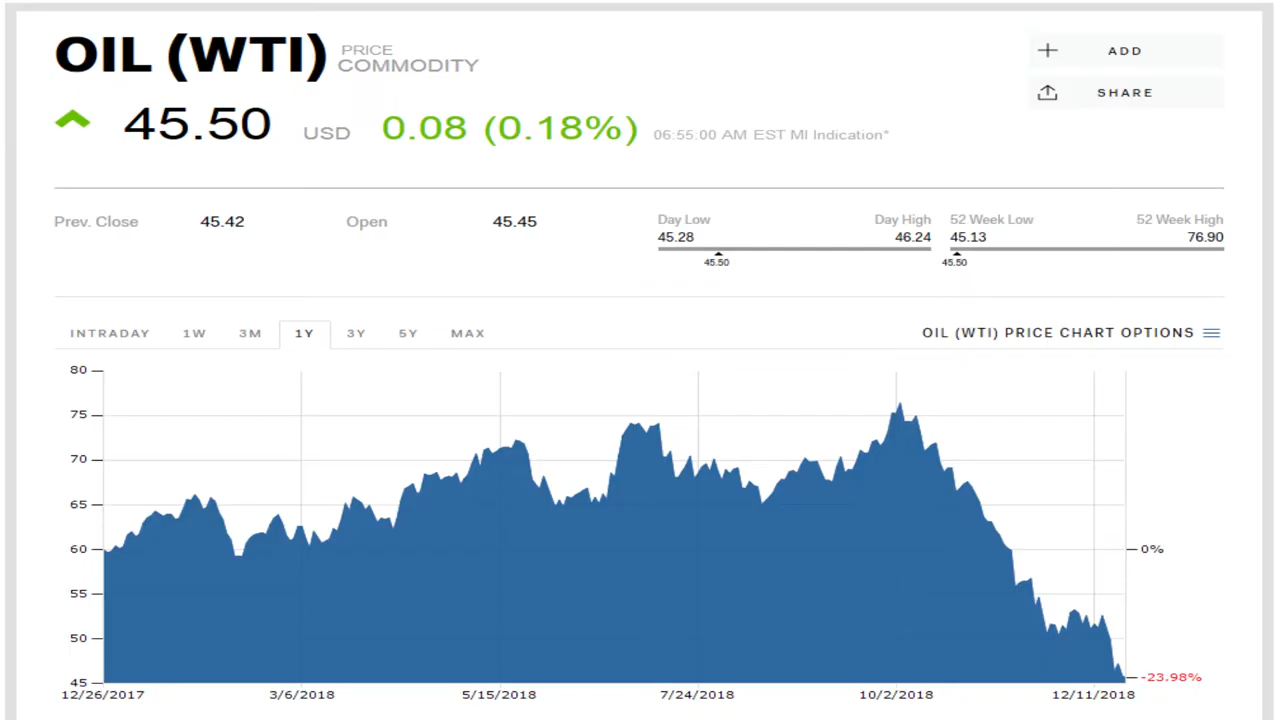 OIL (WTI) PRICE COMMODITY
ADD
SHARE
45.50 USD 0.08 (0.18%) 06:55:00 AM EST MI Indication*
Prev. Close 45.42 Open 45.45
Day Low Day High
45.28 46.24
45.50
52 Week Low 52 Week High
45.13 76.90
45.50
INTRADAY 1W 3M 1Y 3Y 5Y MAX
OIL (WTI) PRICE CHART OPTIONS
80
75
70
65
60
55
50
45
0%
-23.98%
12/26/2017 3/6/2018 5/15/2018 7/24/2018 10/2/2018 12/11/2018